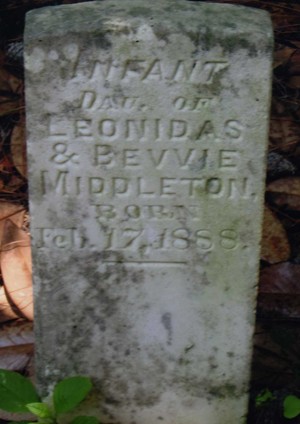 INFANT
DAU. OF
LEONIDAS
& BEVVIE
MIDDLETON.
BORN
Feb. 17, 1888.